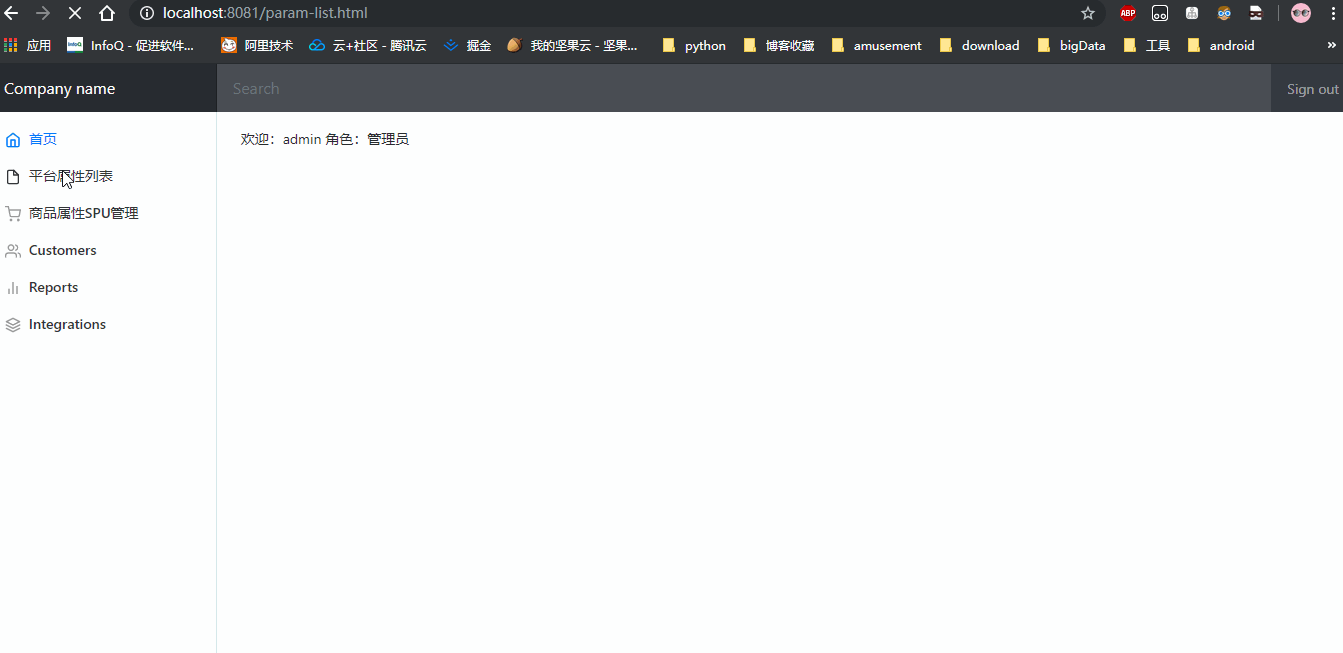 localhost:8081/param-list.html
ABP
应用 InfoQ InfoQ - 促进软件... 阿里技术 云+社区 - 腾讯云 掘金 我的坚果云 - 坚果... python 博客收藏 amusement download bigData 工具 android »
Company name Search Sign out
首页 欢迎：admin 角色：管理员
平台属性列表
商品属性SPU管理
Customers
Reports
Integrations